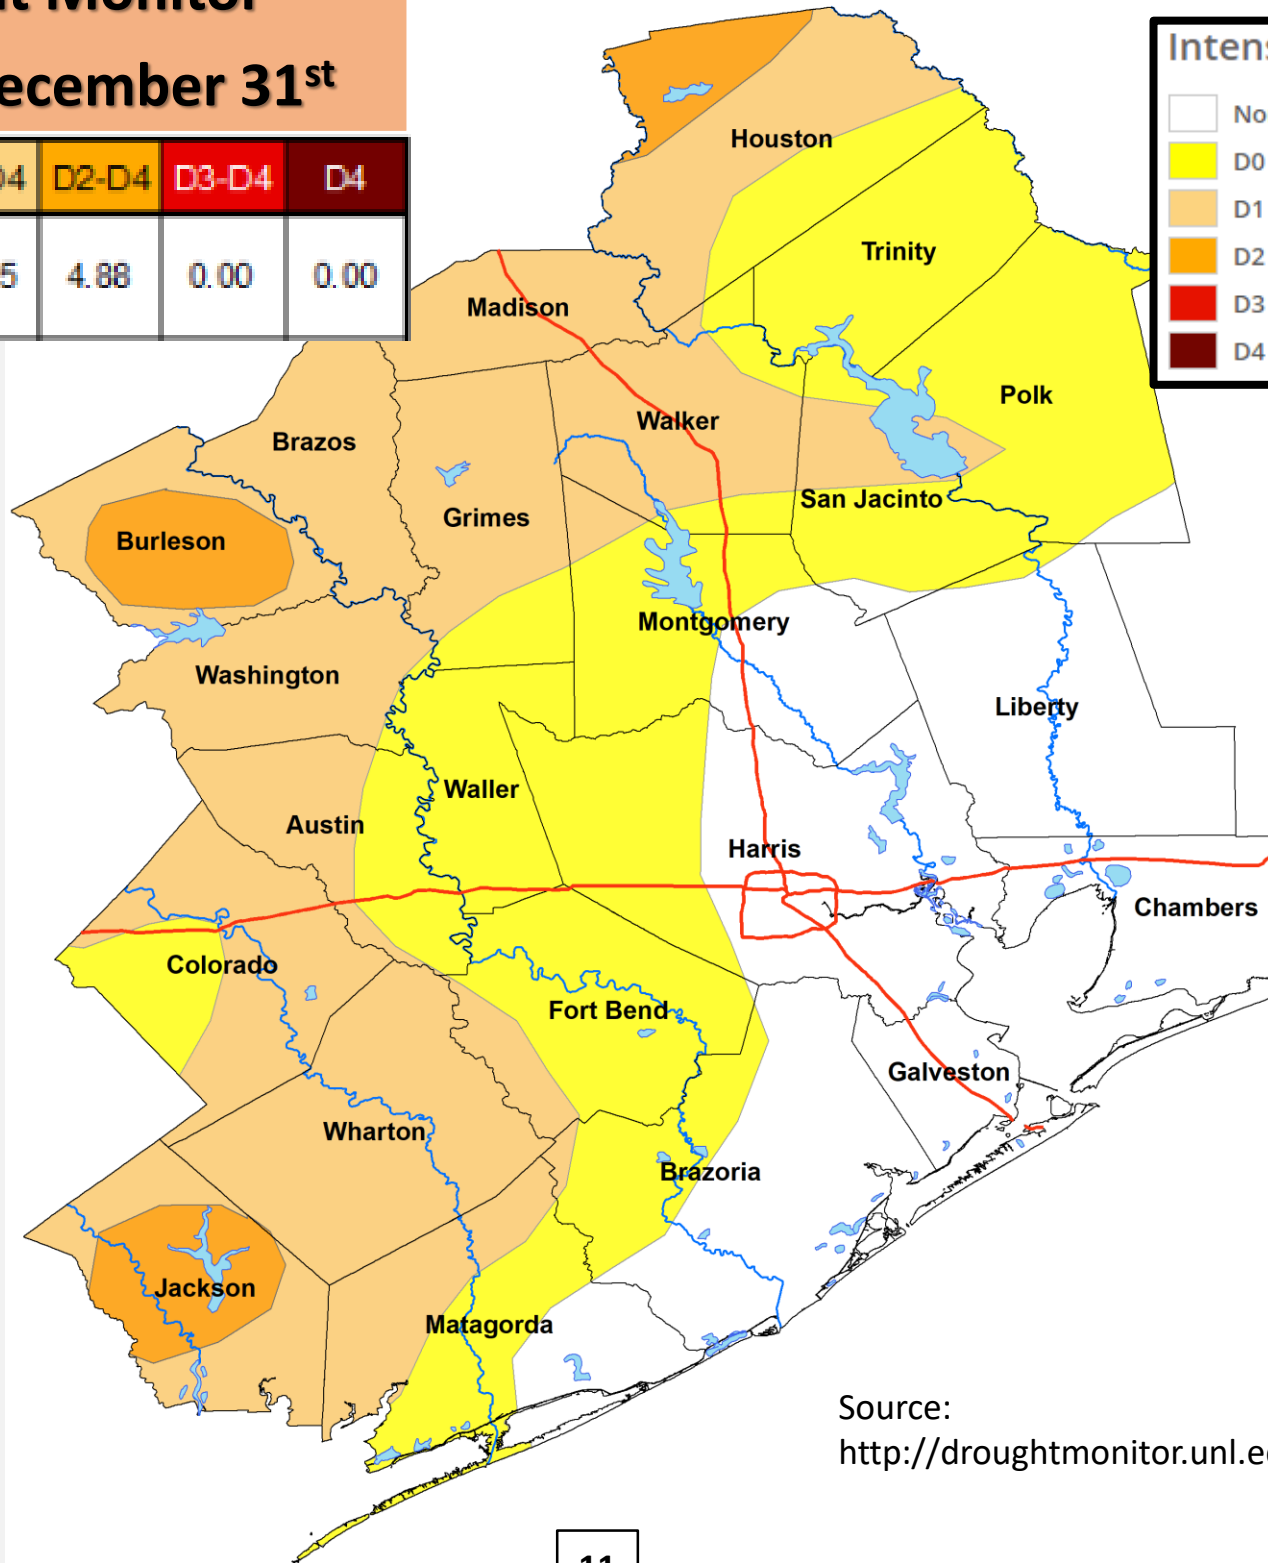 December 31st
D2-D4 D3-D4 D4
4.88 0.00 0.00
D0
D1
D2
D3
D4
Houston
Trinity
Madison
Polk
Walker
Brazos
San Jacinto
Grimes
Burleson
Montgomery
Washington
Liberty
Waller
Austin
Harris
Chambers
Colorado
Fort Bend
Galveston
Wharton
Brazoria
Jackson
Matagorda
Source:
http://droughtmonitor.unl.e
11